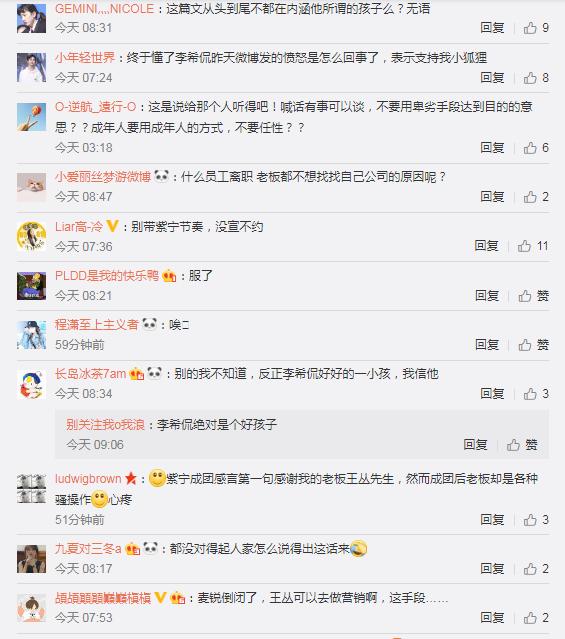 GEMINI,,,,NICOLE：这篇文从头到尾不都在内涵他所谓的孩子么？无语
今天 08:31
回复 9
小年轻世界：终于懂了李希侃昨天微博发的愤怒是怎么回事了，表示支持我小狐狸
今天 07:24
回复 8
O-逆航_遠行-O：这是说给那个人听得吧！喊话有事可以谈，不要用卑劣手段达到目的的意
思？？成年人要用成年人的方式，不要任性？？
今天 03:18
回复 6
小爱丽丝梦游微博：什么员工离职 老板都不想找找自己公司的原因呢？
今天 08:47
回复 2
Liar高-冷：别带紫宁节奏，没宣不约
今天 07:36
回复 11
PLDD是我的快乐鸭：服了
今天 08:21
回复 赞
程潇至上主义者：唉
59分钟前
回复 赞
长岛冰茶7am：别的我不知道，反正李希侃好好的一小孩，我信他
今天 08:34
回复 3
别关注我o我浪：李希侃绝对是个好孩子
今天 09:06
回复 赞
ludwigbrown：紫宁成团感言第一句感谢我的老板王丛先生，然而成团后老板却是各种
骚操作心疼
51分钟前
回复 3
九夏对三冬a：都没对得起人家怎么说得出这话来
今天 08:17
回复 2
：麦锐倒闭了，王丛可以去做营销啊，这手段……
今天 07:53
回复 2